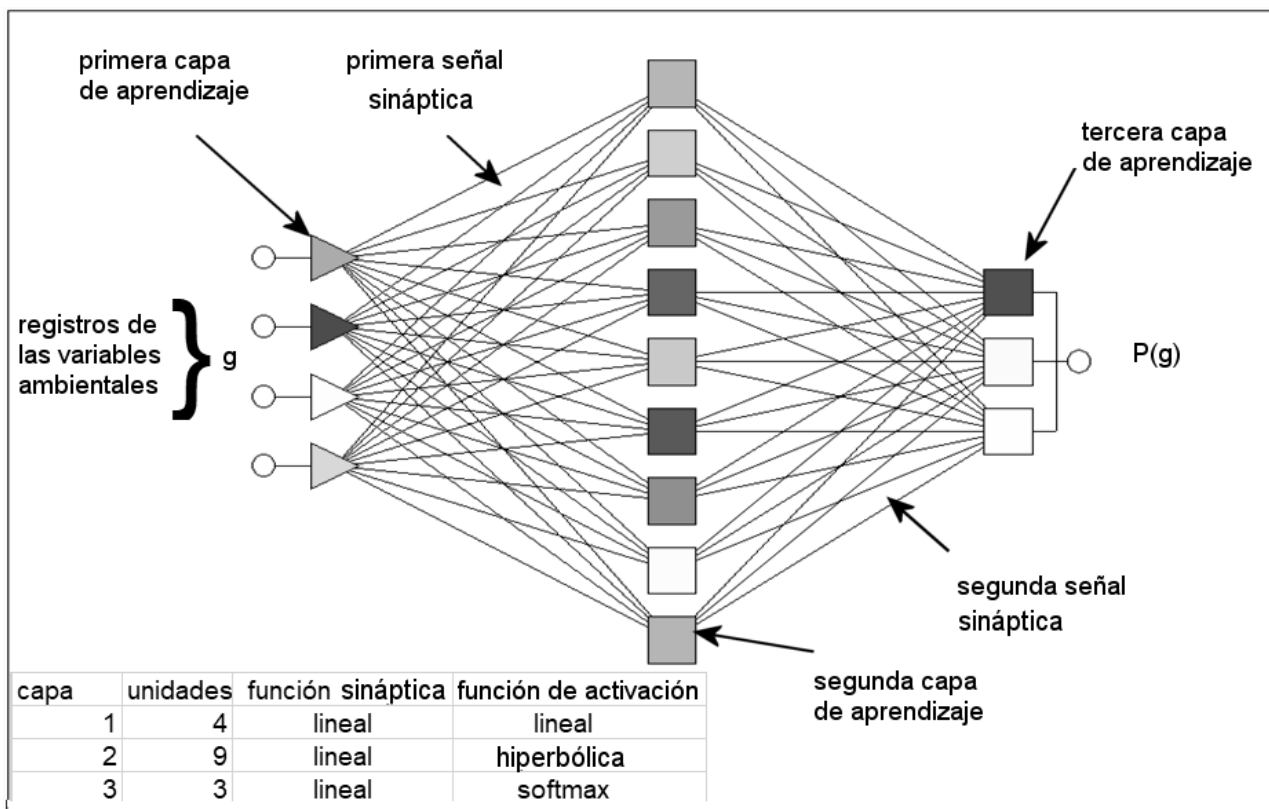 primera capa
de aprendizaje
primera señal
sináptica
tercera capa
de aprendizaje
registros de
las variables
ambientales
g
P(g)
segunda señal
sináptica
segunda capa
de aprendizaje
capa unidades función sináptica función de activación
1 4 lineal lineal
2 9 lineal hiperbólica
3 3 lineal softmax